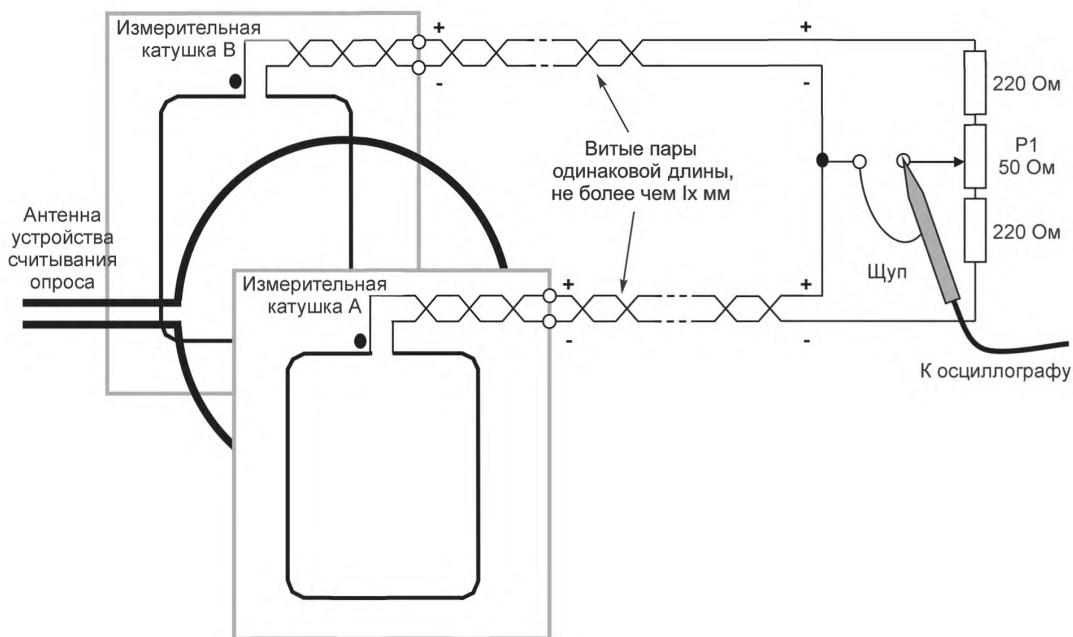 Измерительная
катушка В
+
+
-
-
220 Ом
P1
50 Ом
220 Ом
Витые пары
одинаковой длины,
не более чем Iх мм
Антенна
устройства
считывания
опроса
Щуп
Измерительная
катушка А
+
+
-
-
К осциллографу